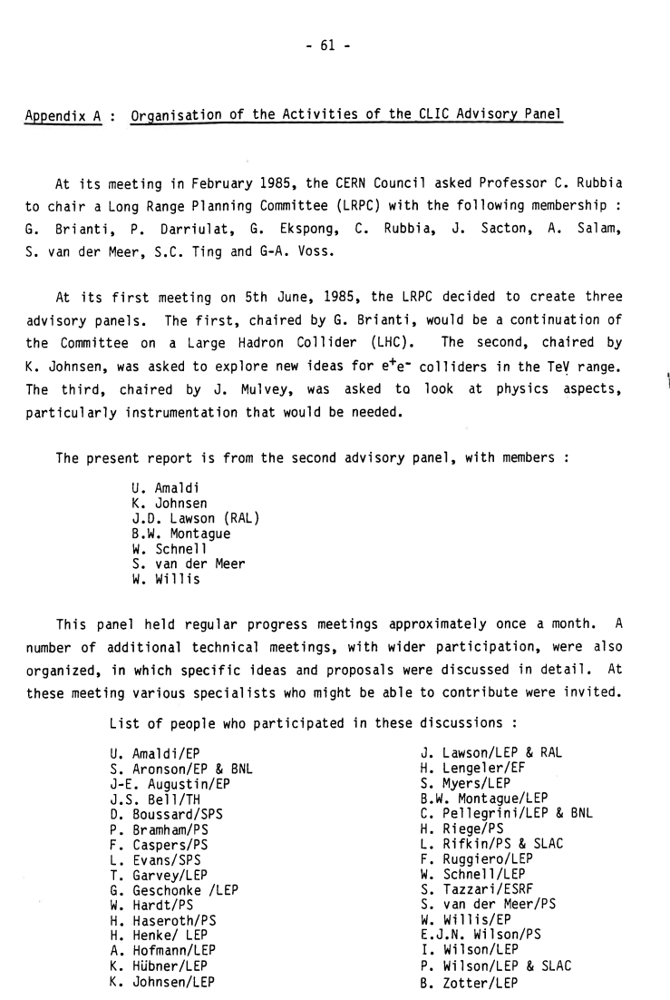 - 61 -
Appendix A : Organisation of the Activities of the CLIC Advisory Panel
At its meeting in February 1985, the CERN Council asked Professor C. Rubbia
to chair a Long Range Planning Committee (LRPC) with the following membership :
G. Brianti, P. Darriulat, G. Ekspong, C. Rubbia, J. Sacton, A. Salam,
S. van der Meer, S.C. Ting and G-A. Voss.
At its first meeting on 5th June, 1985, the LRPC decided to create three
advisory panels. The first, chaired by G. Brianti, would be a continuation of
the Committee on a Large Hadron Collider (LHC). The second, chaired by
K. Johnsen, was asked to explore new ideas for e⁺e⁻ colliders in the TeV range.
The third, chaired by J. Mulvey, was asked to look at physics aspects,
particularly instrumentation that would be needed.
The present report is from the second advisory panel, with members :
U. Amaldi
K. Johnsen
J.D. Lawson (RAL)
B.W. Montague
W. Schnell
S. van der Meer
W. Willis
This panel held regular progress meetings approximately once a month. A
number of additional technical meetings, with wider participation, were also
organized, in which specific ideas and proposals were discussed in detail. At
these meeting various specialists who might be able to contribute were invited.
List of people who participated in these discussions :
U. Amaldi/EP
S. Aronson/EP & BNL
J-E. Augustin/EP
J.S. Bell/TH
D. Boussard/SPS
P. Bramham/PS
F. Caspers/PS
L. Evans/SPS
T. Garvey/LEP
G. Geschonke /LEP
W. Hardt/PS
H. Haseroth/PS
H. Henke/ LEP
A. Hofmann/LEP
K. Hübner/LEP
K. Johnsen/LEP
J. Lawson/LEP & RAL
H. Lengeler/EF
S. Myers/LEP
B.W. Montague/LEP
C. Pellegrini/LEP & BNL
H. Riege/PS
L. Rifkin/PS & SLAC
F. Ruggiero/LEP
W. Schnell/LEP
S. Tazzari/ESRF
S. van der Meer/PS
W. Willis/EP
E.J.N. Wilson/PS
I. Wilson/LEP
P. Wilson/LEP & SLAC
B. Zotter/LEP